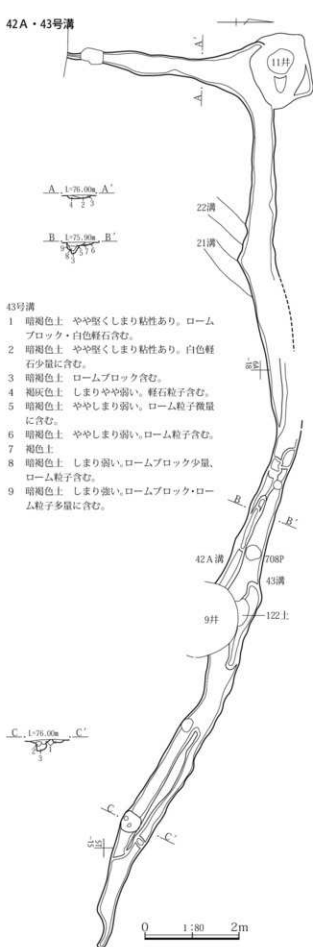 42A・43号溝
A′
A
11井
A L=76.00m A′
4 2 3
B L=75.90m B′
22溝
21溝
43号溝
1 暗褐色土 やや堅くしまり粘性あり。ローム
ブロック・白色軽石含む。
2 暗褐色土 やや堅くしまり粘性あり。白色軽
石少量に含む。
3 暗褐色土 ロームブロック含む。
4 褐灰色土 しまりやや弱い。軽石粒子含む。
5 暗褐色土 ややしまり弱い。ローム粒子微量
に含む。
6 暗褐色土 ややしまり弱い。ローム粒子含む。
7 褐色土
8 暗褐色土 しまり弱い。ロームブロック少量、
ローム粒子含む。
9 暗褐色土 しまり強い。ロームブロック・ロー
ム粒子多量に含む。
B
B′
42A溝
708P
43溝
9井
122土
C L=76.00m C′
C
C′
0 1:80 2m